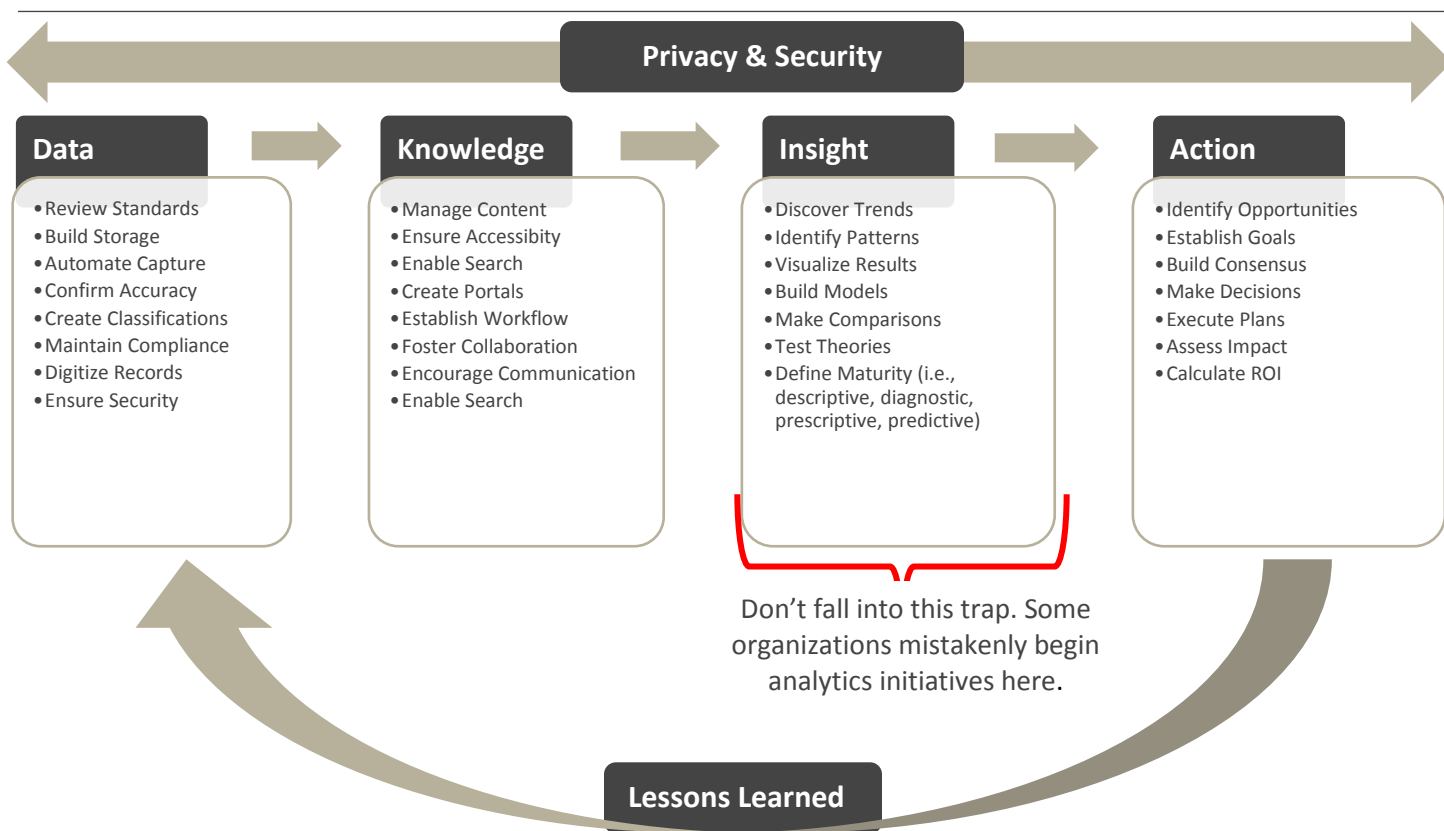 Privacy & Security
Data
• Review Standards
• Build Storage
• Automate Capture
• Confirm Accuracy
• Create Classifications
• Maintain Compliance
• Digitize Records
• Ensure Security
Knowledge
• Manage Content
• Ensure Accessibity
• Enable Search
• Create Portals
• Establish Workflow
• Foster Collaboration
• Encourage Communication
• Enable Search
Insight
• Discover Trends
• Identify Patterns
• Visualize Results
• Build Models
• Make Comparisons
• Test Theories
• Define Maturity (i.e.,
descriptive, diagnostic,
prescriptive, predictive)
Action
• Identify Opportunities
• Establish Goals
• Build Consensus
• Make Decisions
• Execute Plans
• Assess Impact
• Calculate ROI
Don’t fall into this trap. Some
organizations mistakenly begin
analytics initiatives here.
Lessons Learned